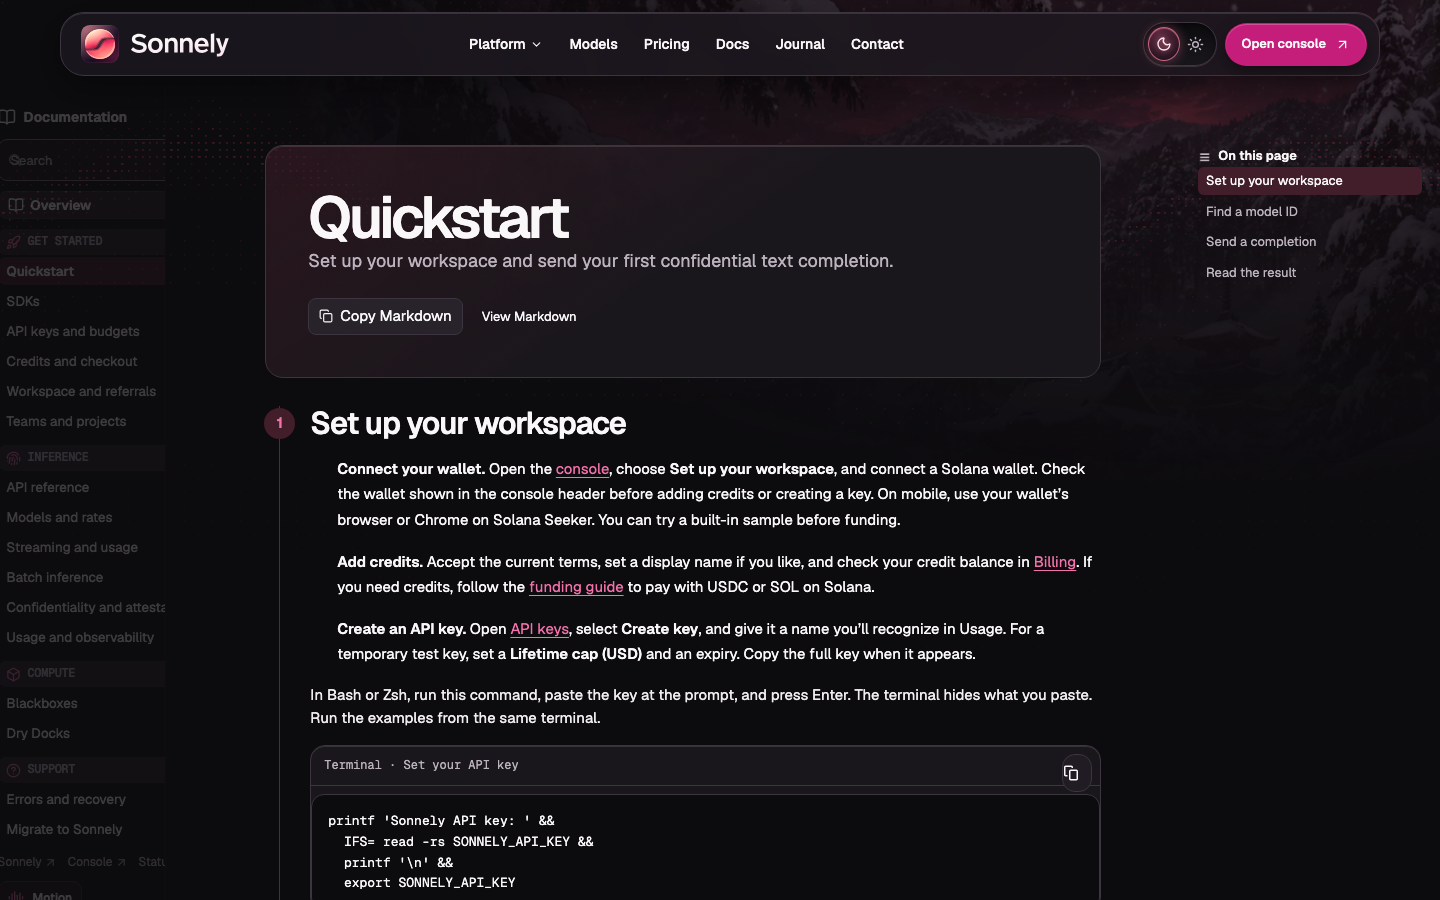 Sonnely
Platform
Models
Pricing
Docs
Journal
Contact
Open console
Documentation
Search
Overview
GET STARTED
Quickstart
SDKs
API keys and budgets
Credits and checkout
Workspace and referrals
Teams and projects
INFERENCE
API reference
Models and rates
Streaming and usage
Batch inference
Confidentiality and attesta
Usage and observability
COMPUTE
Blackboxes
Dry Docks
SUPPORT
Errors and recovery
Migrate to Sonnely
Sonnely ↗ Console ↗ Statu
Motion
Quickstart
Set up your workspace and send your first confidential text completion.
Copy Markdown
View Markdown
1
Set up your workspace
Connect your wallet. Open the console, choose Set up your workspace, and connect a Solana wallet. Check
the wallet shown in the console header before adding credits or creating a key. On mobile, use your wallet’s
browser or Chrome on Solana Seeker. You can try a built-in sample before funding.
Add credits. Accept the current terms, set a display name if you like, and check your credit balance in Billing. If
you need credits, follow the funding guide to pay with USDC or SOL on Solana.
Create an API key. Open API keys, select Create key, and give it a name you’ll recognize in Usage. For a
temporary test key, set a Lifetime cap (USD) and an expiry. Copy the full key when it appears.
In Bash or Zsh, run this command, paste the key at the prompt, and press Enter. The terminal hides what you paste.
Run the examples from the same terminal.
Terminal · Set your API key
printf 'Sonnely API key: ' &&
IFS= read -rs SONNELY_API_KEY &&
printf '\n' &&
export SONNELY_API_KEY
On this page
Set up your workspace
Find a model ID
Send a completion
Read the result